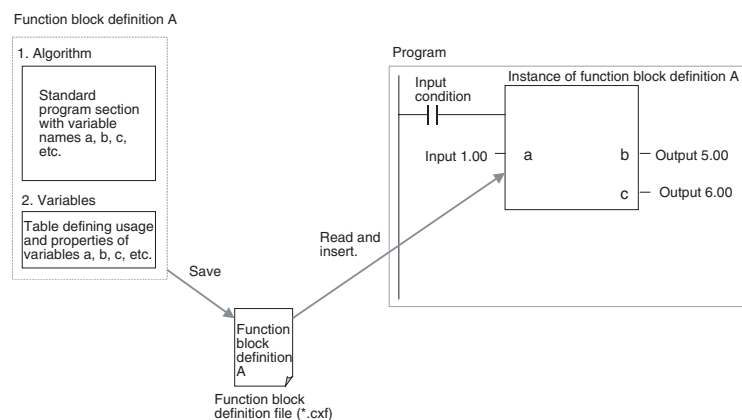 Function block definition A
1. Algorithm
Standard
program section
with variable
names a, b, c,
etc.
2. Variables
Table defining usage
and properties of
variables a, b, c, etc.
Save
Function
block
definition
A
Function block
definition file (*.cxf)
Read and
insert.
Program
Input
condition
Instance of function block definition A
Input 1.00
a
b
Output 5.00
c
Output 6.00